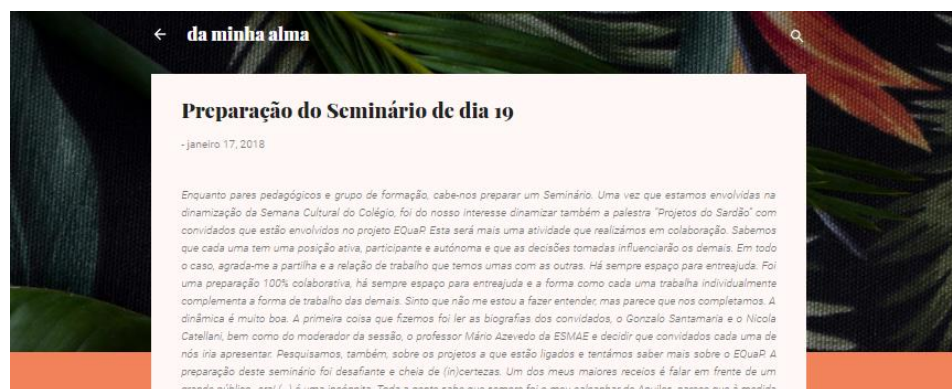 da minha alma
Preparação do Seminário de dia 19
- janeiro 17, 2018
Enquanto pares pedagógicos e grupo de formação, cabe-nos preparar um Seminário. Uma vez que estamos envolvidas na
dinamização da Semana Cultural do Colégio, foi do nosso interesse dinamizar também a palestra "Projetos do Sardão" com
convidados que estão envolvidos no projeto EQuaP. Esta será mais uma atividade que realizámos em colaboração. Sabemos
que cada uma tem uma posição ativa, participante e autónoma e que as decisões tomadas influenciarão os demais. Em todo
o caso, agrada-me a partilha e a relação de trabalho que temos umas com as outras. Há sempre espaço para entreajuda. Foi
uma preparação 100% colaborativa, há sempre espaço para entreajuda e a forma como cada uma trabalha individualmente
complementa a forma de trabalho das demais. Sinto que não me estou a fazer entender, mas parece que nos completamos. A
dinâmica é muito boa. A primeira coisa que fizemos foi ler as biografias dos convidados, o Gonzalo Santamaria e o Nicola
Catellani, bem como do moderador da sessão, o professor Mário Azevedo da ESMAE e decidir que convidados cada uma de
nós iria apresentar. Pesquisamos, também, sobre os projetos a que estão ligados e tentámos saber mais sobre o EQuaP. A
preparação deste seminário foi desafiante e cheia de (in)certezas. Um dos meus maiores receios é falar em frente de um